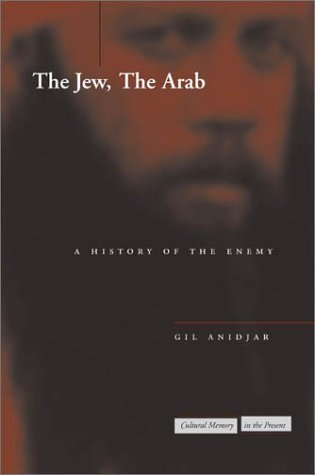 The Jew, The Arab
A HISTORY OF THE ENEMY
GIL ANIDJAR
Cultural Memory in the Present